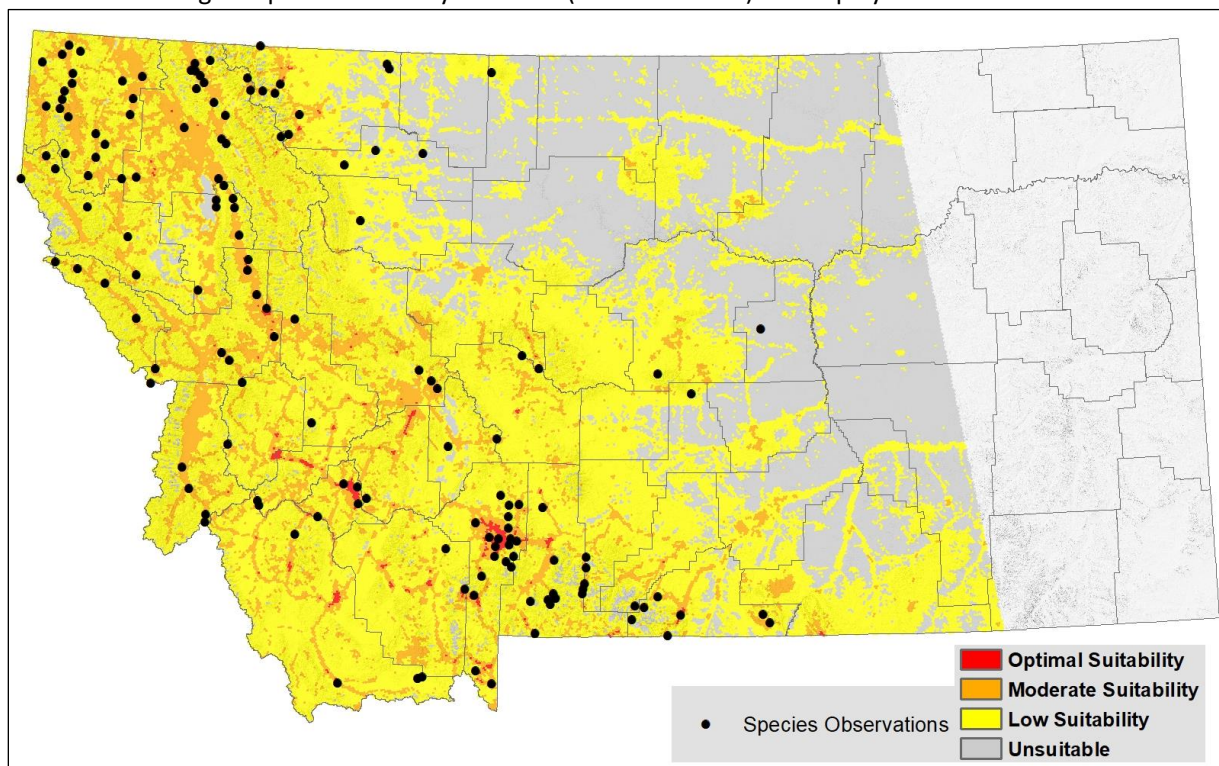 Optimal Suitability
Moderate Suitability
Species Observations
Low Suitability
Unsuitable